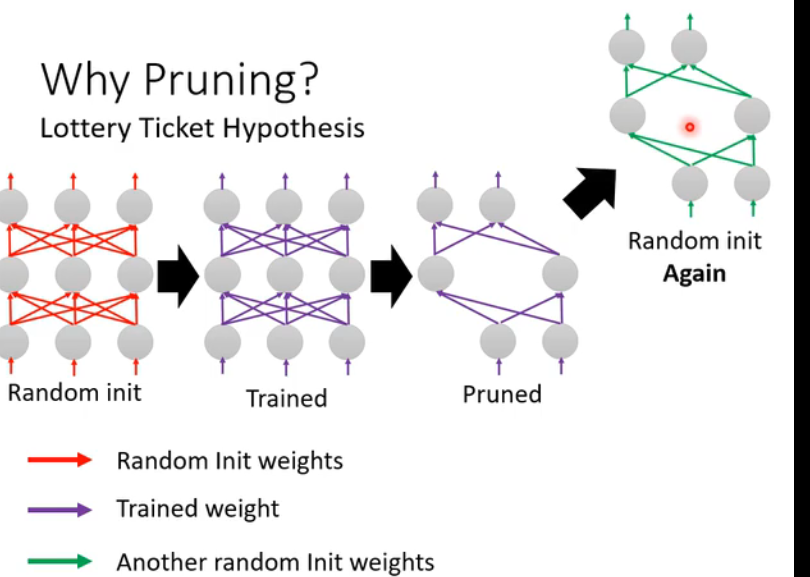 Why Pruning?
Lottery Ticket Hypothesis
Random init
Trained
Pruned
Random init
Again
Random Init weights
Trained weight
Another random Init weights